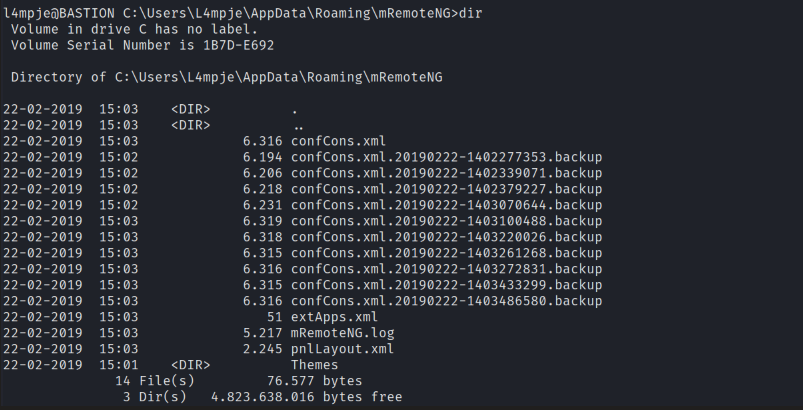 l4mpje@BASTION C:\Users\L4mpje\AppData\Roaming\mRemoteNG>dir
 Volume in drive C has no label.
 Volume Serial Number is 1B7D-E692

 Directory of C:\Users\L4mpje\AppData\Roaming\mRemoteNG

22-02-2019  15:03    <DIR>          .
22-02-2019  15:03    <DIR>          ..
22-02-2019  15:03             6.316 confCons.xml
22-02-2019  15:02             6.194 confCons.xml.20190222-1402277353.backup
22-02-2019  15:02             6.206 confCons.xml.20190222-1402339071.backup
22-02-2019  15:02             6.218 confCons.xml.20190222-1402379227.backup
22-02-2019  15:02             6.231 confCons.xml.20190222-1403070644.backup
22-02-2019  15:03             6.319 confCons.xml.20190222-1403100488.backup
22-02-2019  15:03             6.318 confCons.xml.20190222-1403220026.backup
22-02-2019  15:03             6.315 confCons.xml.20190222-1403261268.backup
22-02-2019  15:03             6.316 confCons.xml.20190222-1403272831.backup
22-02-2019  15:03             6.315 confCons.xml.20190222-1403433299.backup
22-02-2019  15:03             6.316 confCons.xml.20190222-1403486580.backup
22-02-2019  15:03                51 extApps.xml
22-02-2019  15:03             5.217 mRemoteNG.log
22-02-2019  15:03             2.245 pnlLayout.xml
22-02-2019  15:01    <DIR>          Themes
              14 File(s)         76.577 bytes
               3 Dir(s)   4.823.638.016 bytes free